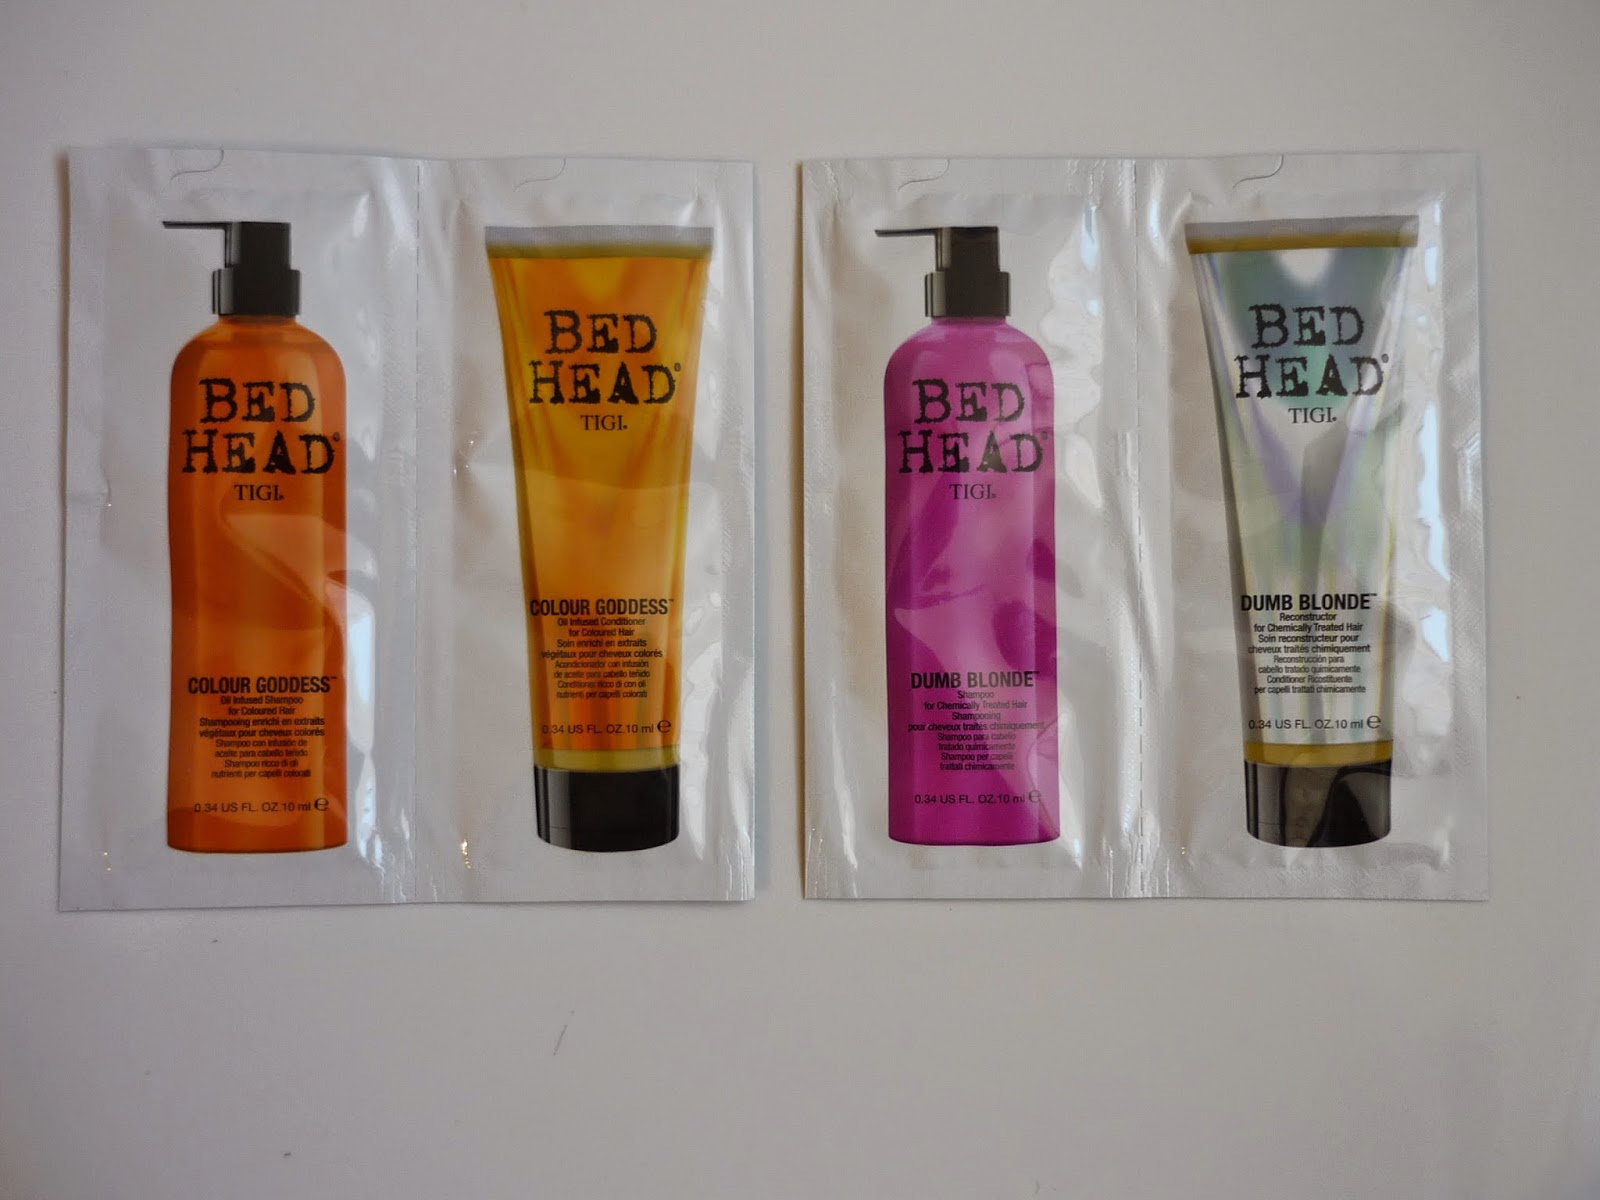 BED
HEAD®
TIGI®
COLOUR GODDESS™
Oil Infused Shampoo
for Coloured Hair
Shampooing enrichi en extraits
végétaux pour cheveux colorés
Shampoo con infusión de
aceite para cabello teñido
Shampoo ricco di oli
nutrienti per capelli colorati
0.34 US FL. OZ. 10 ml e
BED
HEAD®
TIGI®
COLOUR GODDESS™
Oil Infused Conditioner
for Coloured Hair
Soin enrichi en extraits
végétaux pour cheveux colorés
Acondicionador con infusión
de aceite para cabello teñido
Conditioner ricco di con oli
nutrienti per capelli colorati
0.34 US FL. OZ. 10 ml e
BED
HEAD®
TIGI®
DUMB BLONDE™
Shampoo
for Chemically Treated Hair
Shampooing
pour cheveux traités chimiquement
Shampoo para cabello
tratado quimicamente
Shampoo per capelli
trattati chimicamente
0.34 US FL. OZ. 10 ml e
BED
HEAD®
TIGI®
DUMB BLONDE™
Reconstructor
for Chemically Treated Hair
Soin reconstructeur pour
cheveux traités chimiquement
Reconstrucción para
cabello tratado quimicamente
Conditioner Ricostituente
per capelli trattati chimicamente
0.34 US FL. OZ. 10 ml e